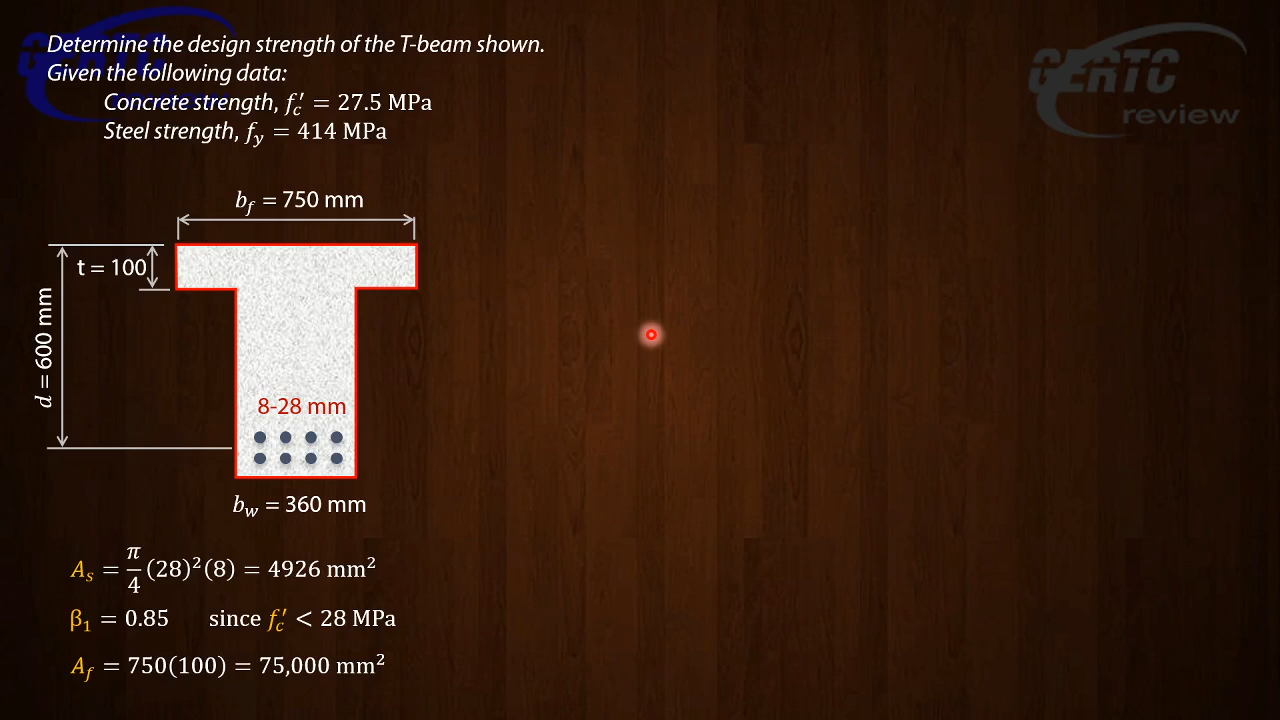 Determine the design strength of the T-beam shown.
Given the following data:
Concrete strength, f′c = 27.5 MPa
Steel strength, fy = 414 MPa
GERTC
review
bf = 750 mm
t = 100
d = 600 mm
8-28 mm
bw = 360 mm
As = π/4 (28)²(8) = 4926 mm²
β₁ = 0.85 since f′c < 28 MPa
Af = 750(100) = 75,000 mm²